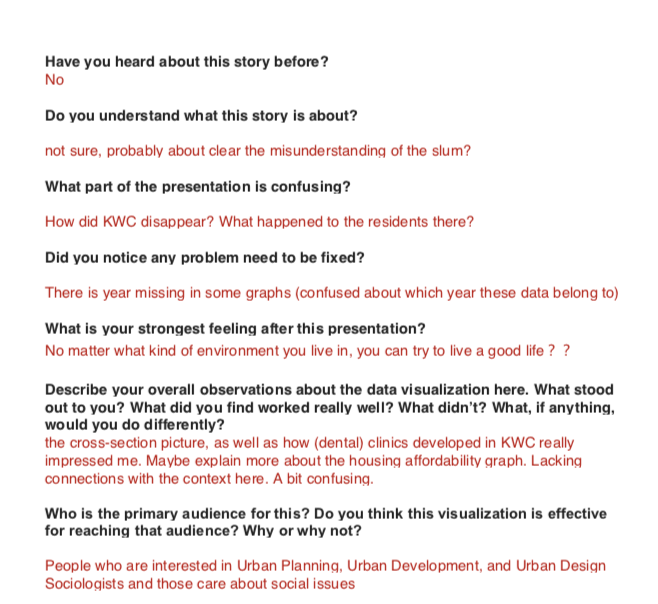 Have you heard about this story before?
No
Do you understand what this story is about?
not sure, probably about clear the misunderstanding of the slum?
What part of the presentation is confusing?
How did KWC disappear? What happened to the residents there?
Did you notice any problem need to be fixed?
There is year missing in some graphs (confused about which year these data belong to)
What is your strongest feeling after this presentation?
No matter what kind of environment you live in, you can try to live a good life？？
Describe your overall observations about the data visualization here. What stood
out to you? What did you find worked really well? What didn't? What, if anything,
would you do differently?
the cross-section picture, as well as how (dental) clinics developed in KWC really
impressed me. Maybe explain more about the housing affordability graph. Lacking
connections with the context here. A bit confusing.
Who is the primary audience for this? Do you think this visualization is effective
for reaching that audience? Why or why not?
People who are interested in Urban Planning, Urban Development, and Urban Design
Sociologists and those care about social issues